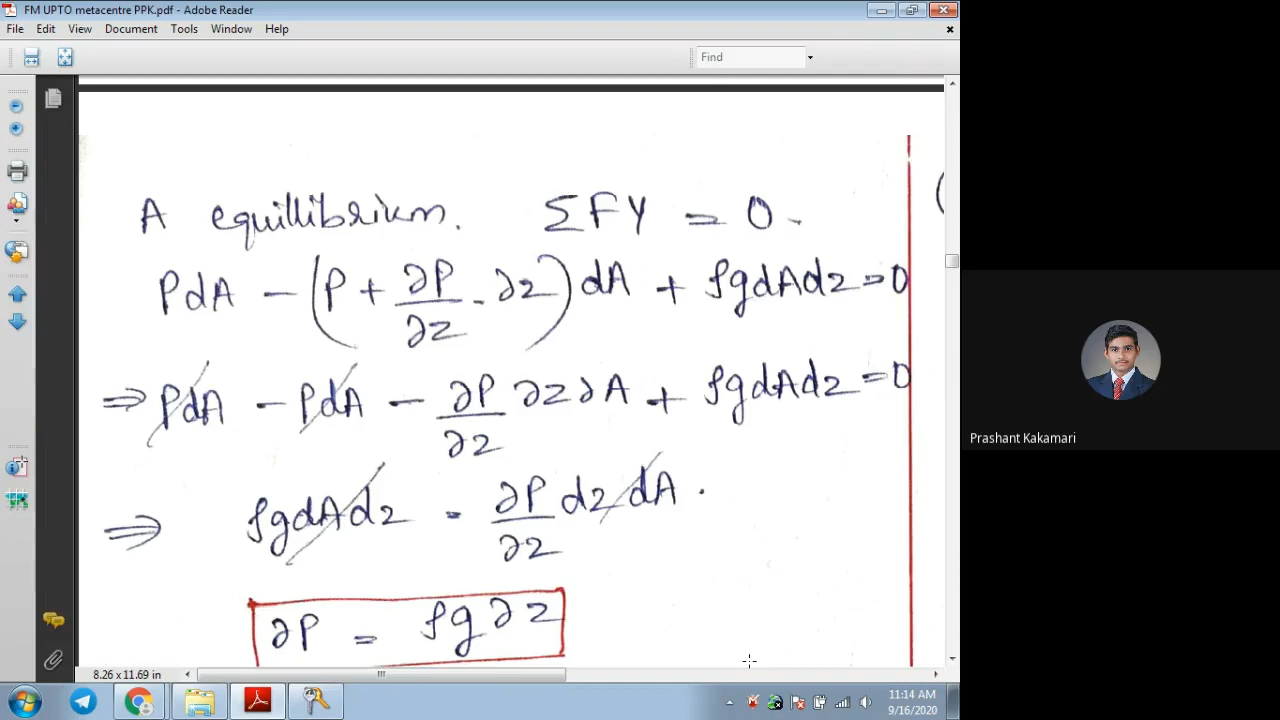 FM UPTO metacentre PPK.pdf - Adobe Reader
File Edit View Document Tools Window Help
Find
A equillibrium. ΣFY = 0.
PdA - (P + ∂P/∂z . ∂z) dA + ρgdAdz = 0
⇒ PdA - PdA - ∂P/∂z ∂z∂A + ρgdAdz = 0
⇒ ρgdAdz = ∂P/∂z dz dA.
∂P = ρg∂z
Prashant Kakamari
8.26 x 11.69 in
11:14 AM
9/16/2020